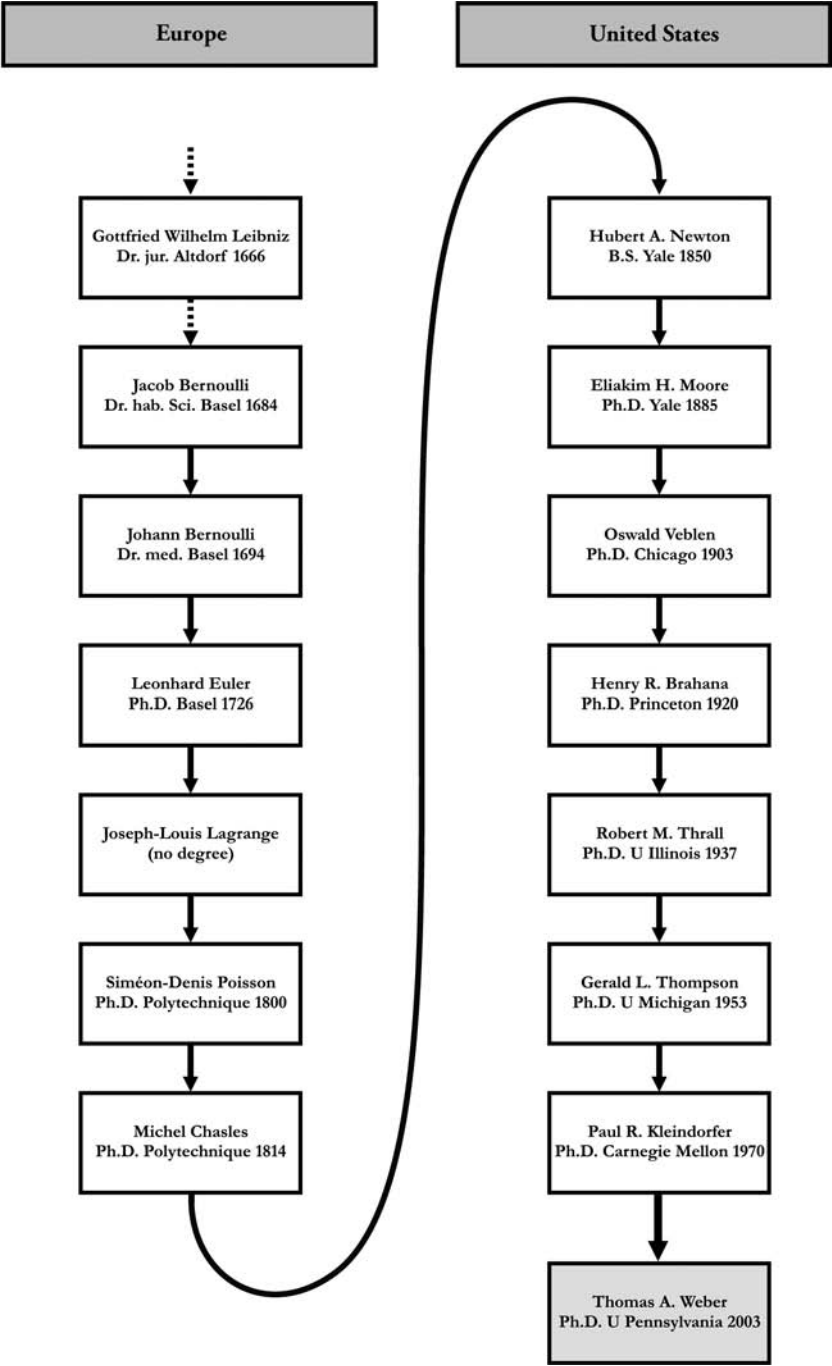 Europe
United States
Gottfried Wilhelm Leibniz
Dr. jur. Altdorf 1666
Jacob Bernoulli
Dr. hab. Sci. Basel 1684
Johann Bernoulli
Dr. med. Basel 1694
Leonhard Euler
Ph.D. Basel 1726
Joseph-Louis Lagrange
(no degree)
Siméon-Denis Poisson
Ph.D. Polytechnique 1800
Michel Chasles
Ph.D. Polytechnique 1814
Hubert A. Newton
B.S. Yale 1850
Eliakim H. Moore
Ph.D. Yale 1885
Oswald Veblen
Ph.D. Chicago 1903
Henry R. Brahana
Ph.D. Princeton 1920
Robert M. Thrall
Ph.D. U Illinois 1937
Gerald L. Thompson
Ph.D. U Michigan 1953
Paul R. Kleindorfer
Ph.D. Carnegie Mellon 1970
Thomas A. Weber
Ph.D. U Pennsylvania 2003